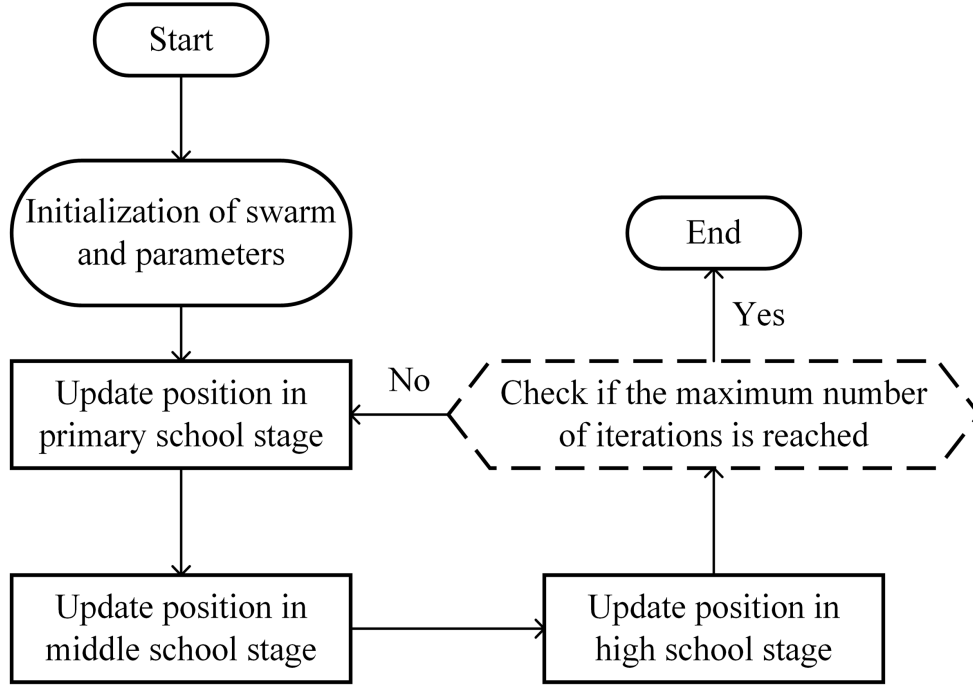 Start
Initialization of swarm
and parameters
Update position in
primary school stage
Update position in
middle school stage
Update position in
high school stage
Check if the maximum number
of iterations is reached
No
Yes
End